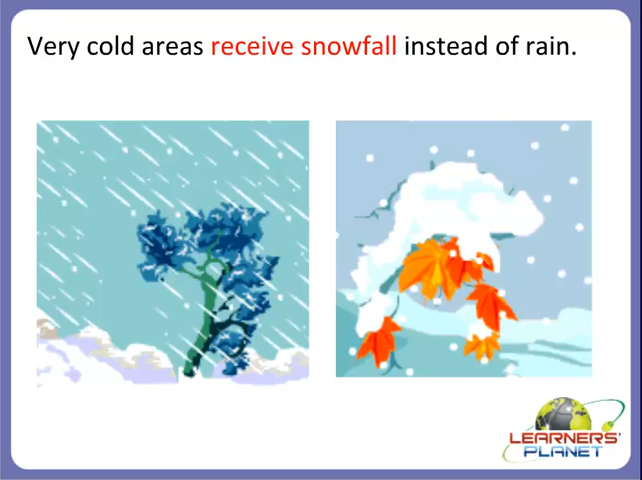 Very cold areas receive snowfall instead of rain.
LEARNERS'
PLANET